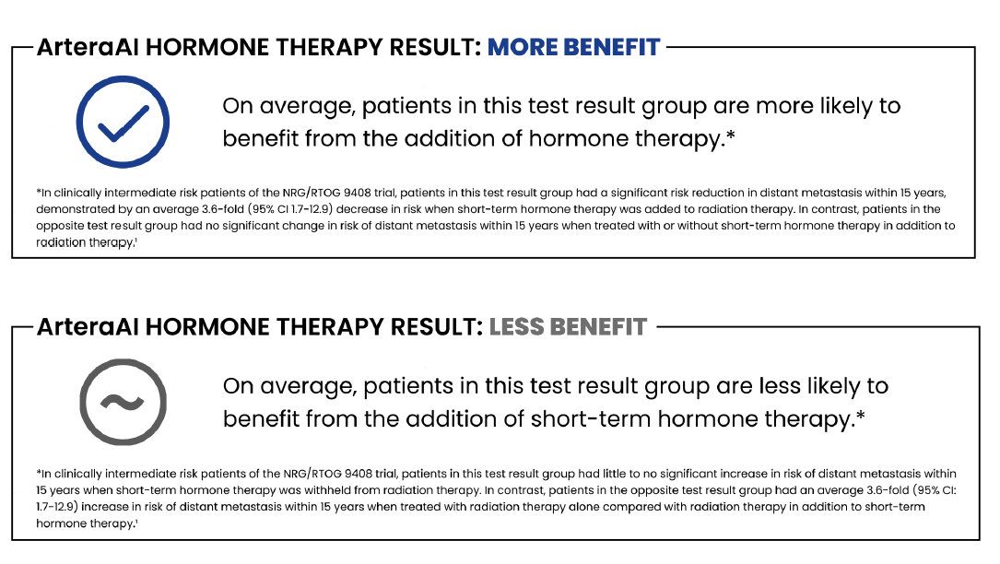 ArteraAI HORMONE THERAPY RESULT: MORE BENEFIT
On average, patients in this test result group are more likely to
benefit from the addition of hormone therapy.*
*In clinically intermediate risk patients of the NRG/RTOG 9408 trial, patients in this test result group had a significant risk reduction in distant metastasis within 15 years,
demonstrated by an average 3.6-fold (95% CI 1.7-12.9) decrease in risk when short-term hormone therapy was added to radiation therapy. In contrast, patients in the
opposite test result group had no significant change in risk of distant metastasis within 15 years when treated with or without short-term hormone therapy in addition to
radiation therapy.¹
ArteraAI HORMONE THERAPY RESULT: LESS BENEFIT
~
On average, patients in this test result group are less likely to
benefit from the addition of short-term hormone therapy.*
*In clinically intermediate risk patients of the NRG/RTOG 9408 trial, patients in this test result group had little to no significant increase in risk of distant metastasis within
15 years when short-term hormone therapy was withheld from radiation therapy. In contrast, patients in the opposite test result group had an average 3.6-fold (95% CI:
1.7-12.9) increase in risk of distant metastasis within 15 years when treated with radiation therapy alone compared with radiation therapy in addition to short-term
hormone therapy.¹